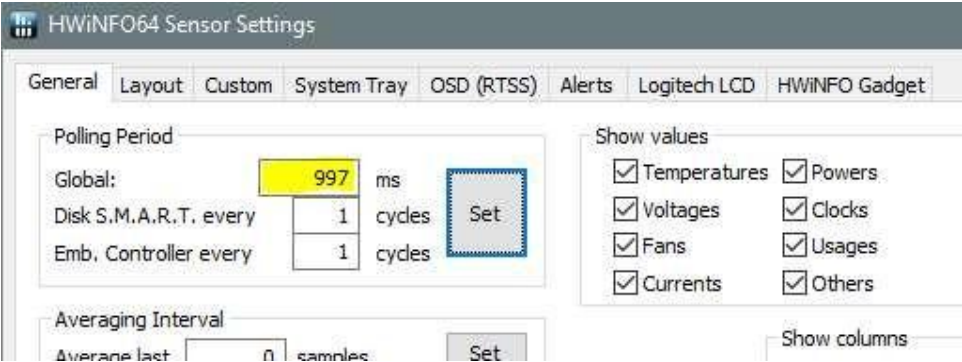 HWiNFO64 Sensor Settings
General Layout Custom System Tray OSD (RTSS) Alerts Logitech LCD HWiNFO Gadget
Polling Period
Global: 997 ms
Disk S.M.A.R.T. every 1 cycles
Emb. Controller every 1 cycles
Set
Show values
Temperatures Powers
Voltages Clocks
Fans Usages
Currents Others
Averaging Interval
Average last 0 samples Set
Show columns